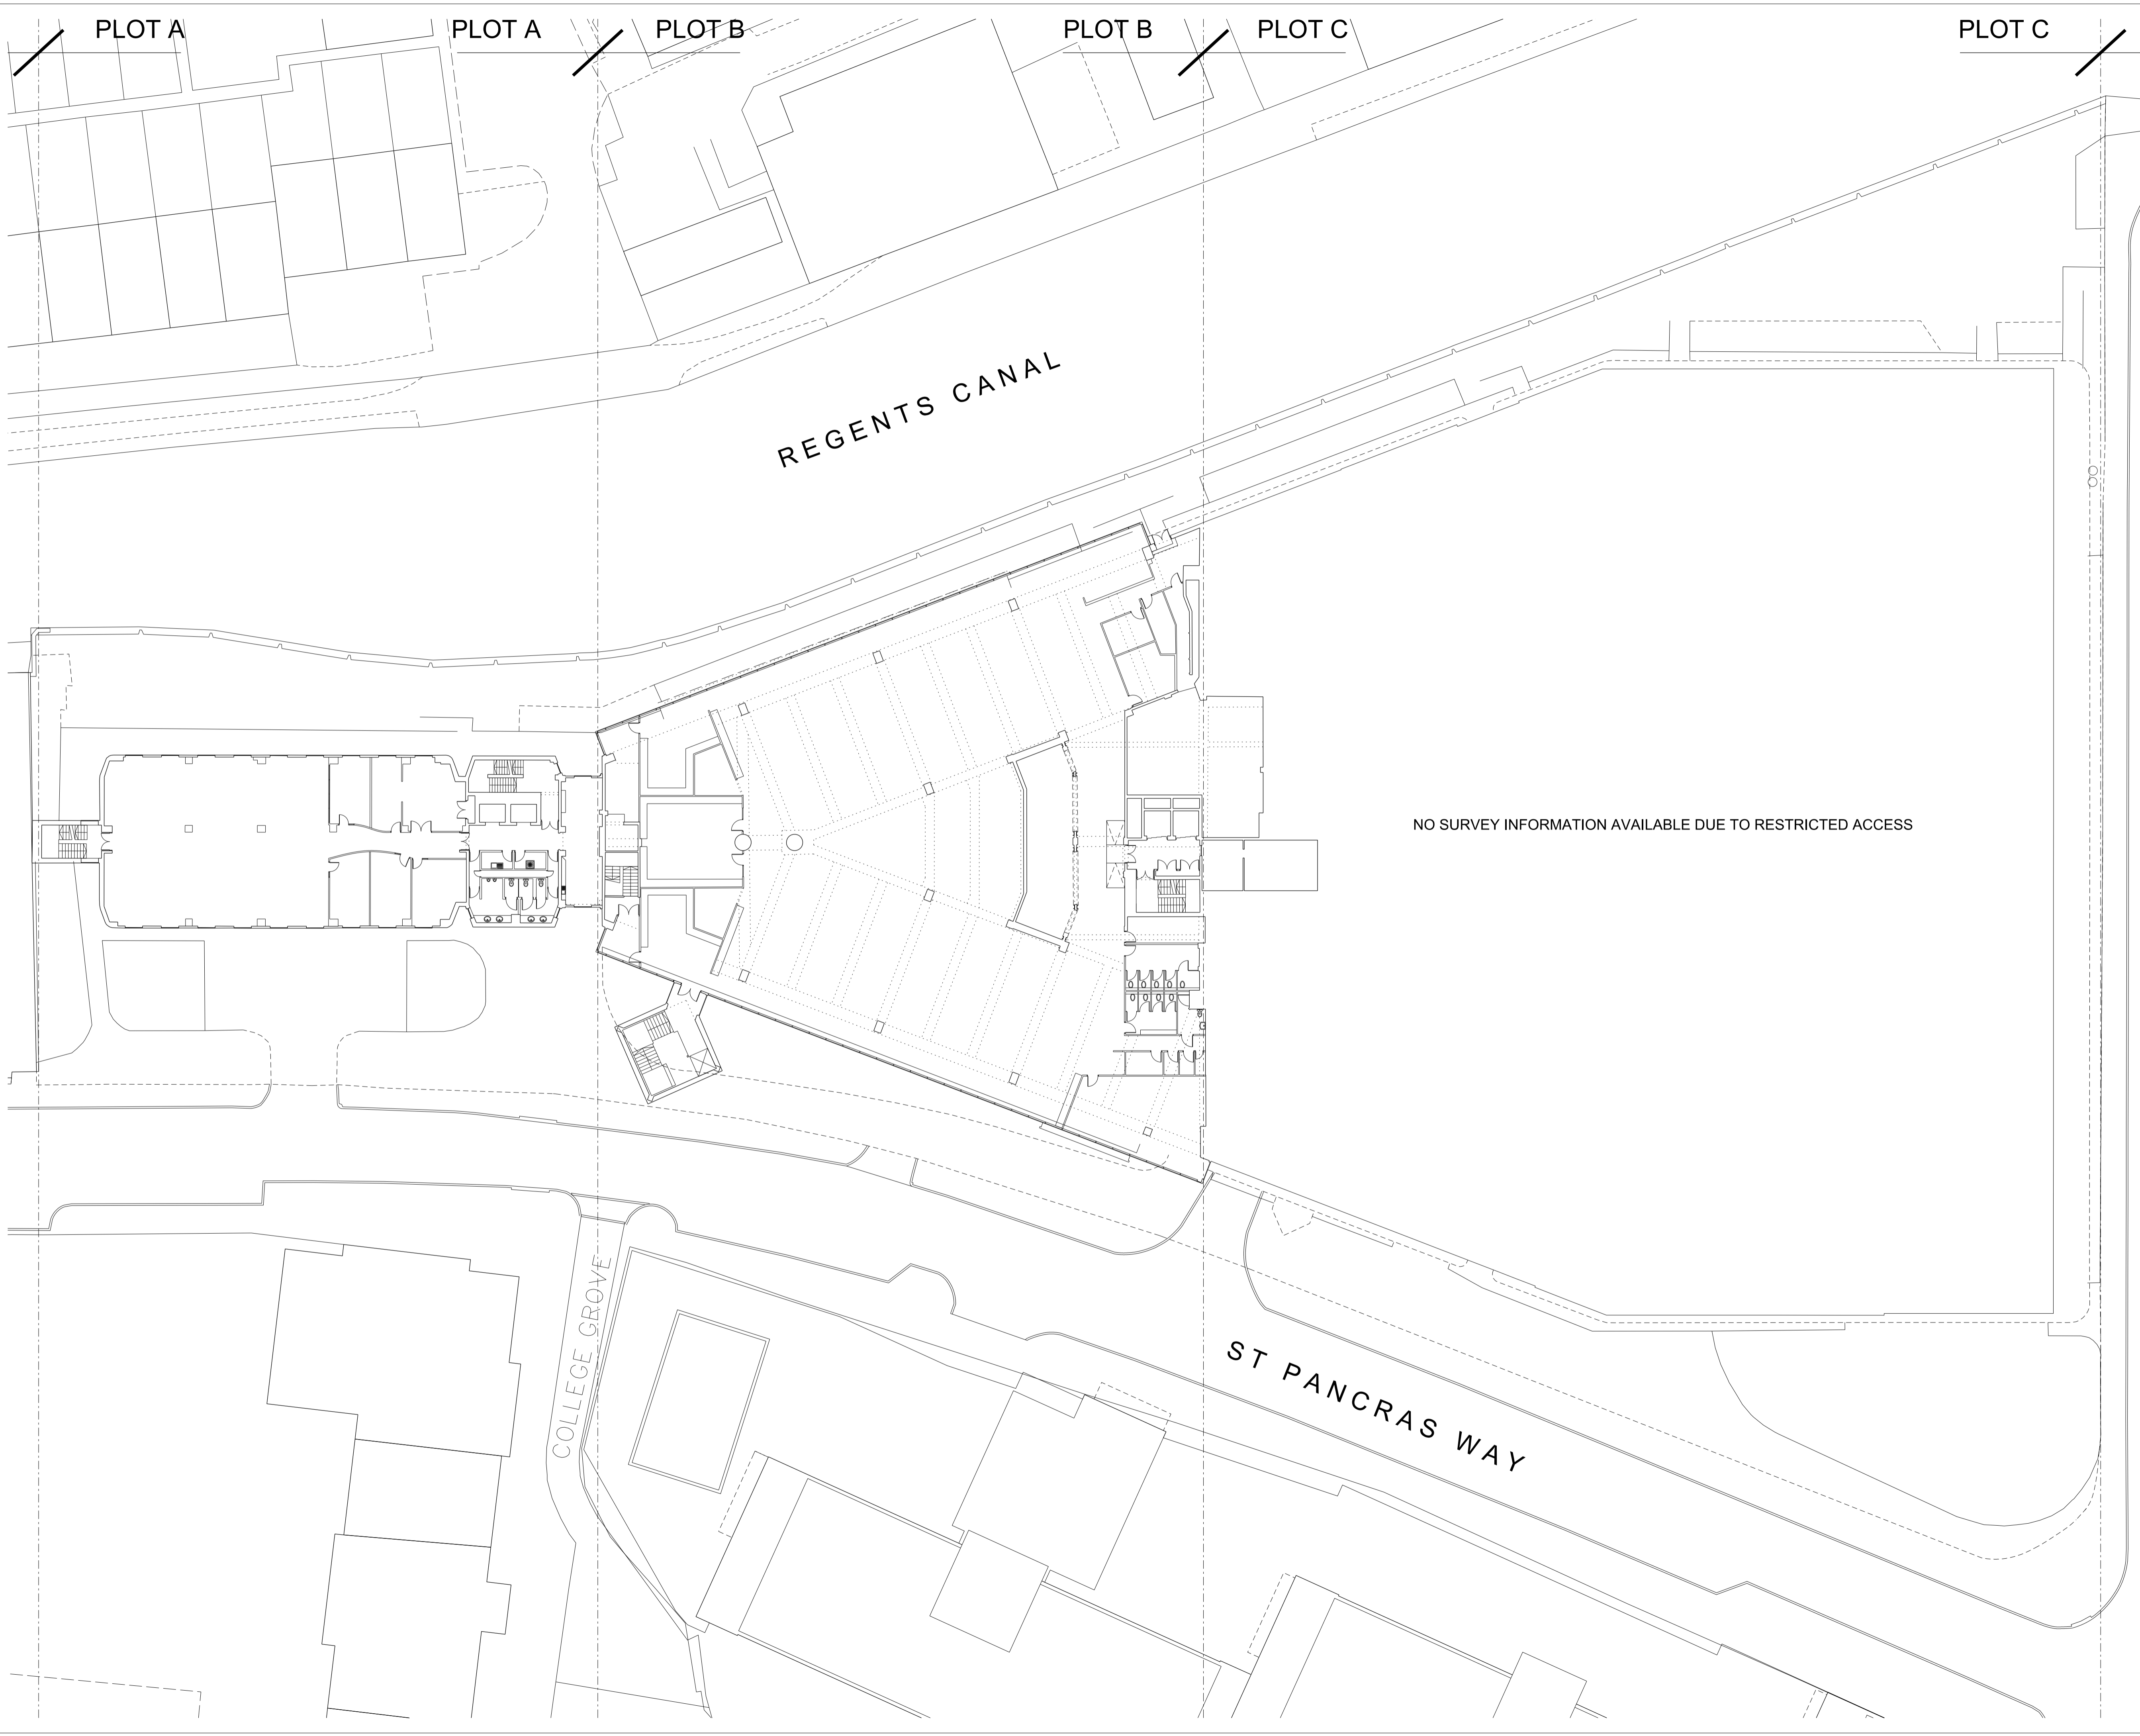 PLOT A
PLOT A
PLOT B
PLOT B
PLOT C
PLOT C
REGENTS CANAL
NO SURVEY INFORMATION AVAILABLE DUE TO RESTRICTED ACCESS
COLLEGE GROVE
ST PANCRAS WAY